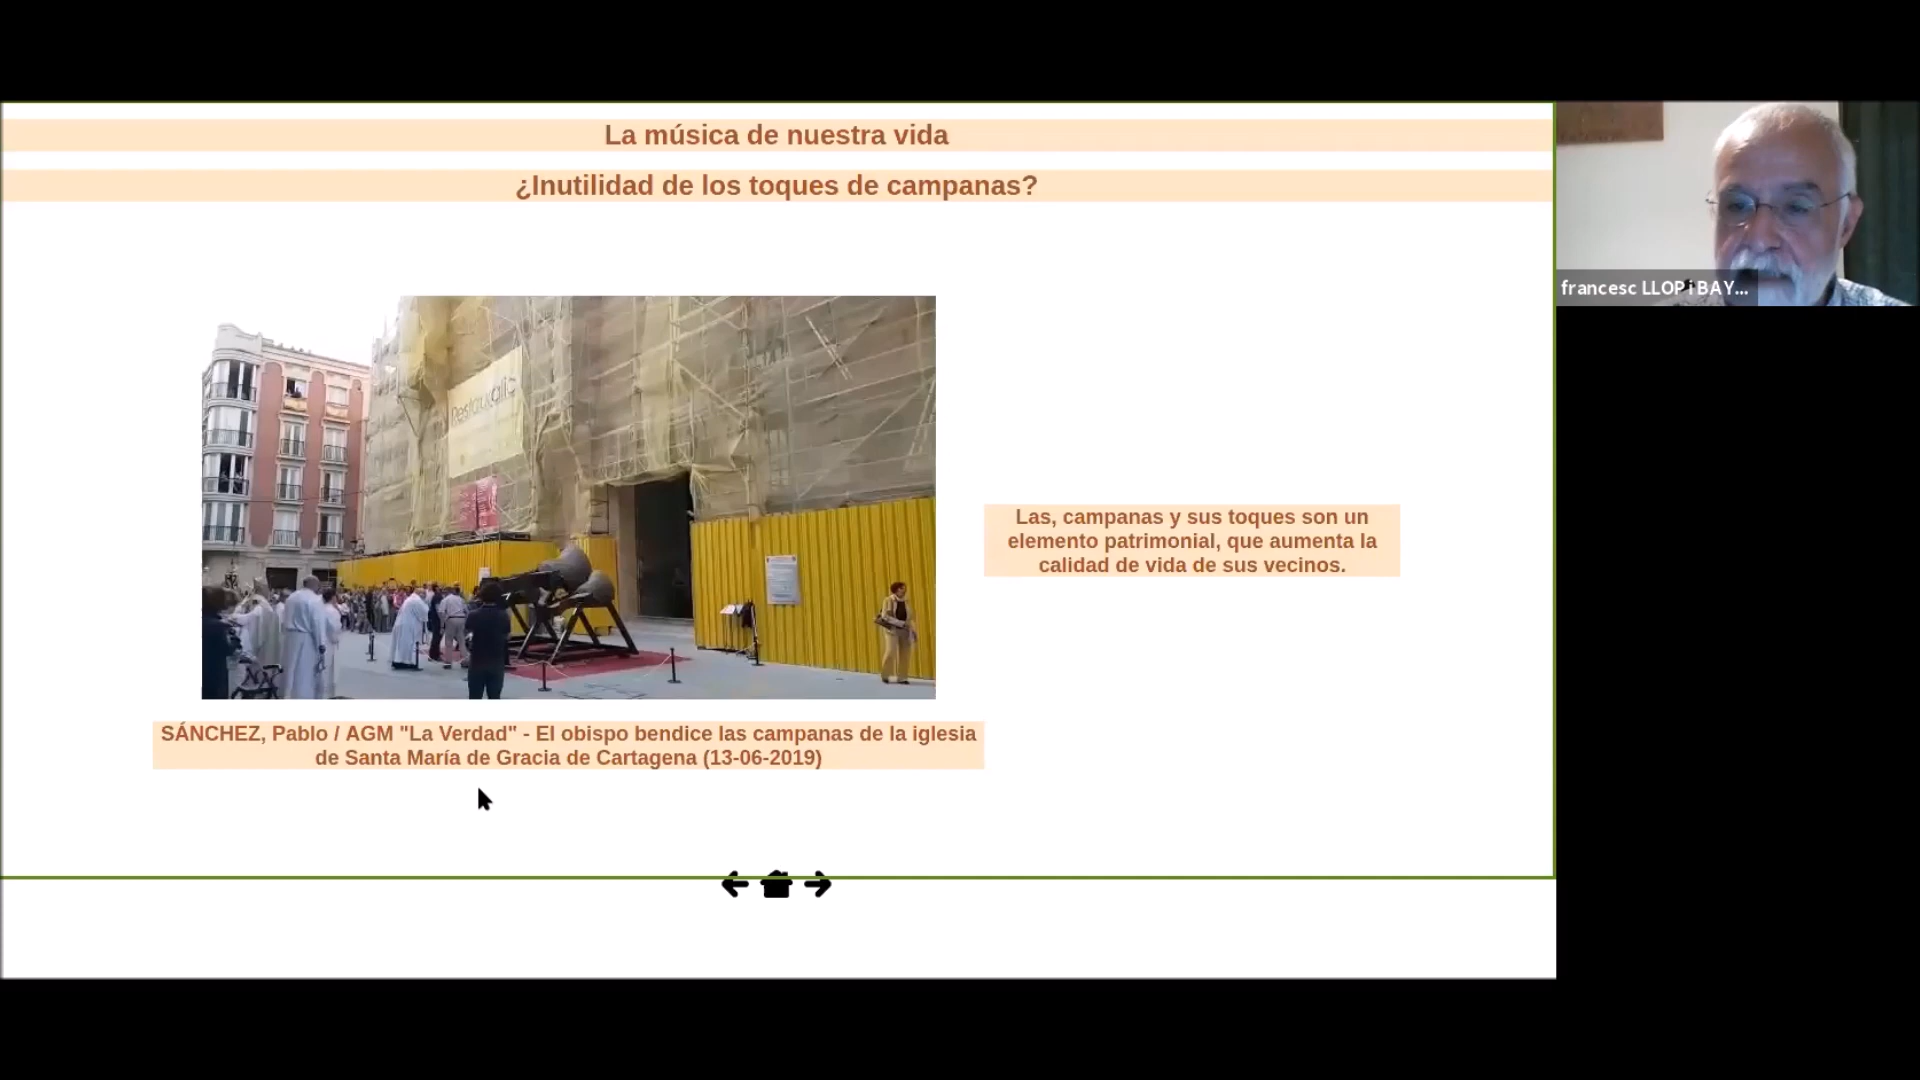 La música de nuestra vida
¿Inutilidad de los toques de campanas?
Restauralia
Las, campanas y sus toques son un
elemento patrimonial, que aumenta la
calidad de vida de sus vecinos.
SÁNCHEZ, Pablo / AGM "La Verdad" - El obispo bendice las campanas de la iglesia
de Santa María de Gracia de Cartagena (13-06-2019)
francesc LLOP i BAY...